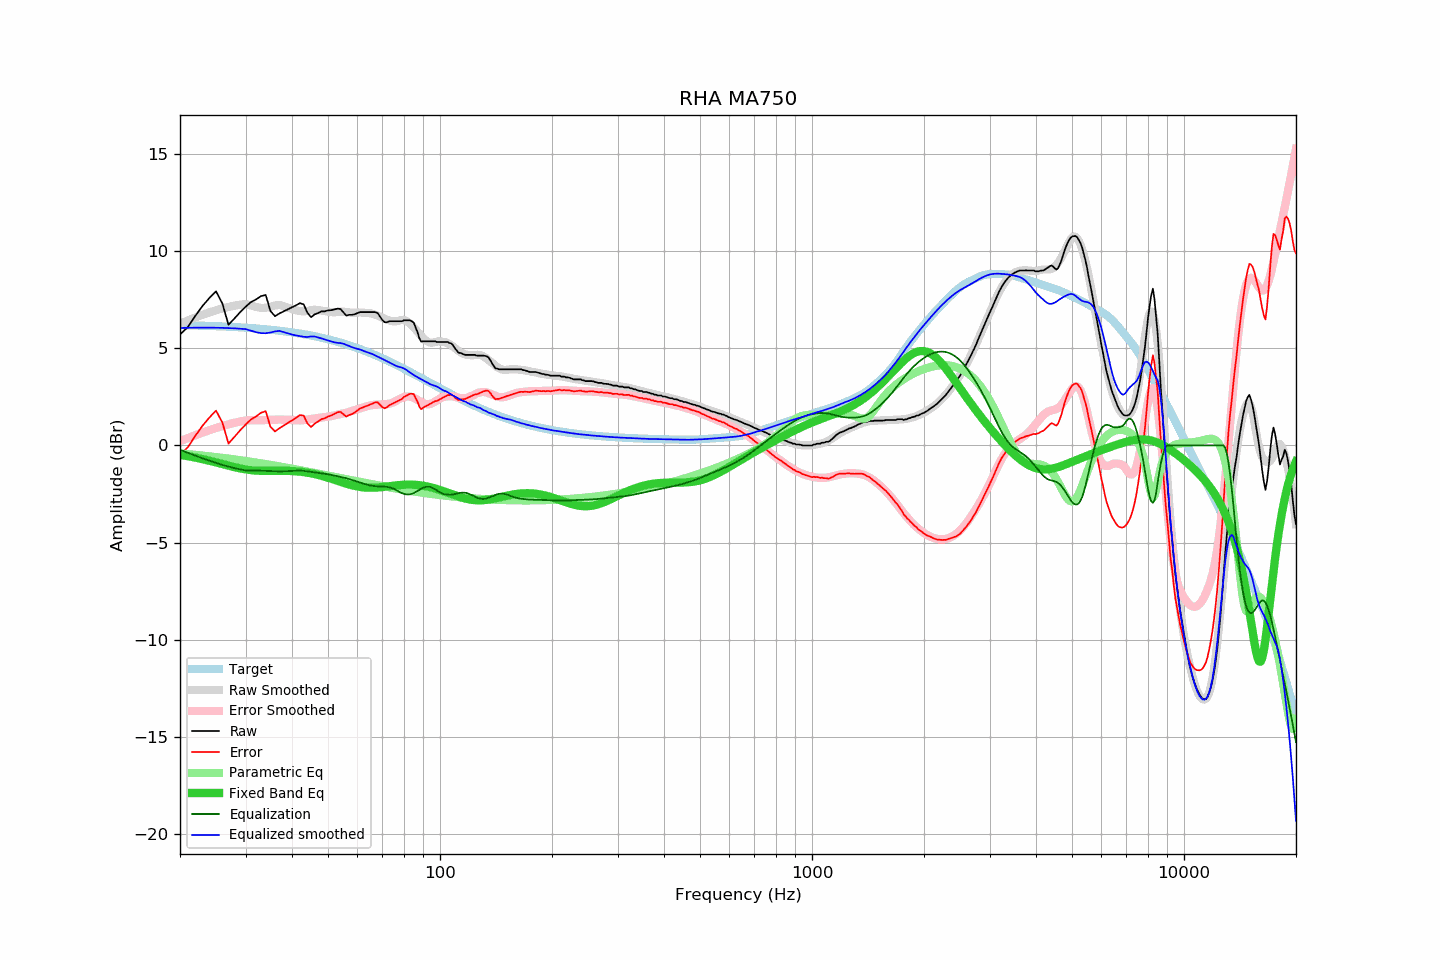 RHA MA750
15
10
5
0
−5
−10
−15
−20
Amplitude (dBr)
Target
Raw Smoothed
Error Smoothed
Raw
Error
Parametric Eq
Fixed Band Eq
Equalization
Equalized smoothed
100
1000
10000
Frequency (Hz)